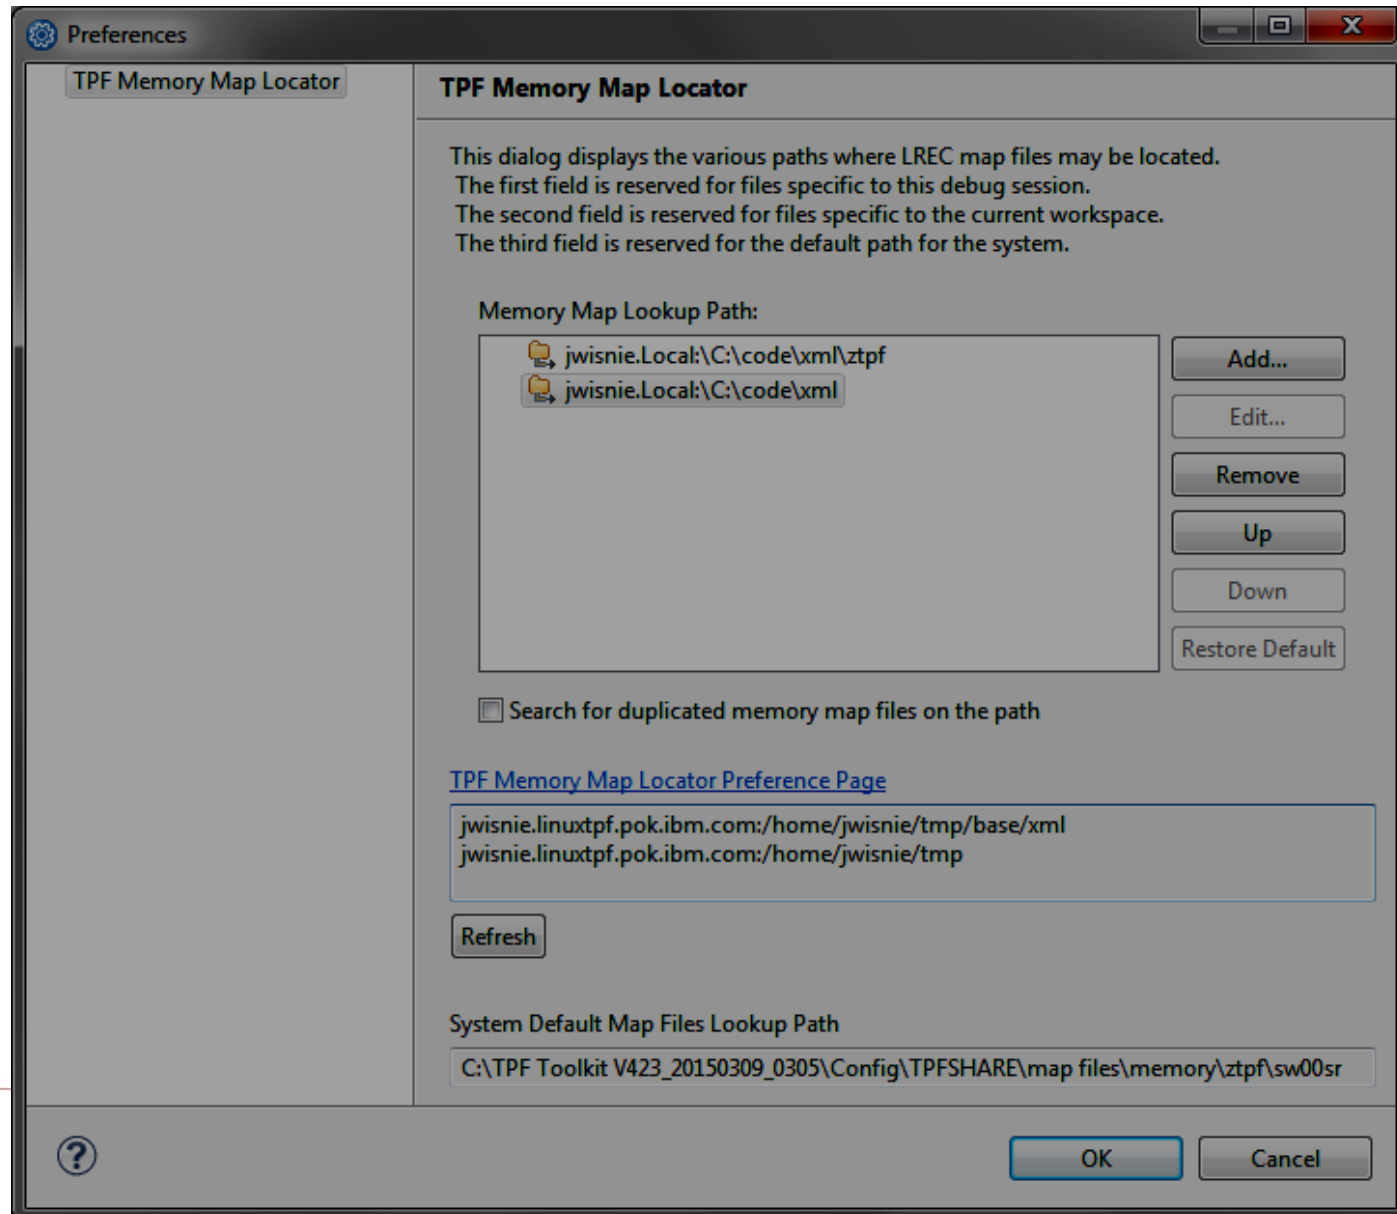 Preferences
TPF Memory Map Locator
TPF Memory Map Locator
This dialog displays the various paths where LREC map files may be located.
The first field is reserved for files specific to this debug session.
The second field is reserved for files specific to the current workspace.
The third field is reserved for the default path for the system.
Memory Map Lookup Path:
jwisnie.Local:\C:\code\xml\ztpf
jwisnie.Local:\C:\code\xml
Add...
Edit...
Remove
Up
Down
Restore Default
Search for duplicated memory map files on the path
TPF Memory Map Locator Preference Page
jwisnie.linuxtpf.pok.ibm.com:/home/jwisnie/tmp/base/xml
jwisnie.linuxtpf.pok.ibm.com:/home/jwisnie/tmp
Refresh
System Default Map Files Lookup Path
C:\TPF Toolkit V423_20150309_0305\Config\TPFSHARE\map files\memory\ztpf\sw00sr
?
OK
Cancel